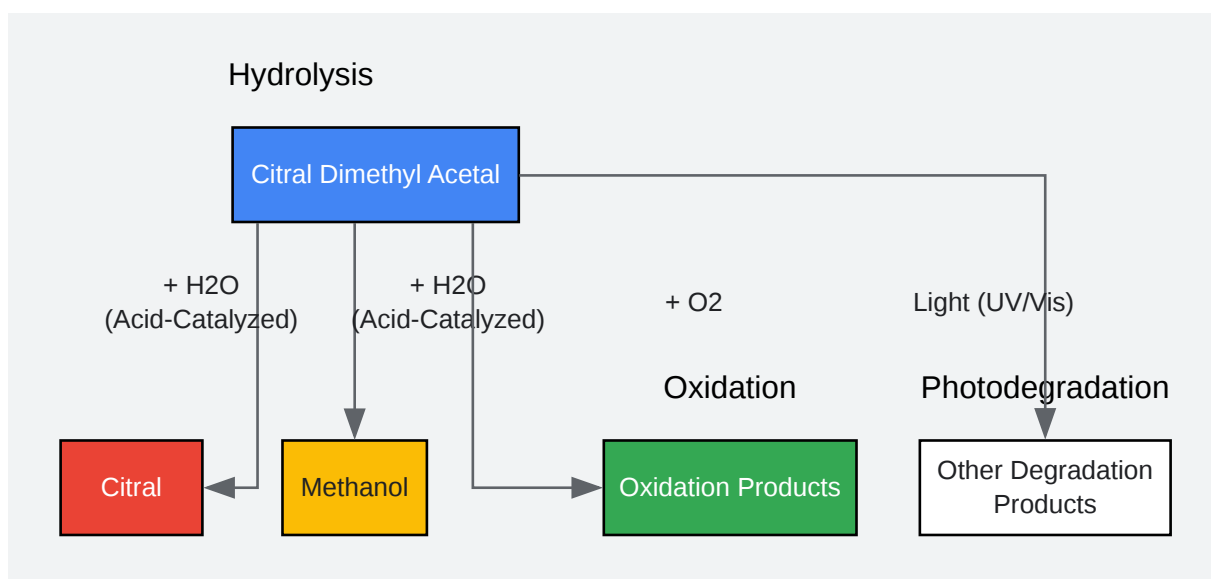 Hydrolysis
Citral Dimethyl Acetal
+ H2O
(Acid-Catalyzed)
+ H2O
(Acid-Catalyzed)
+ O2
Light (UV/Vis)
Oxidation
Photodegradation
Citral
Methanol
Oxidation Products
Other Degradation
Products